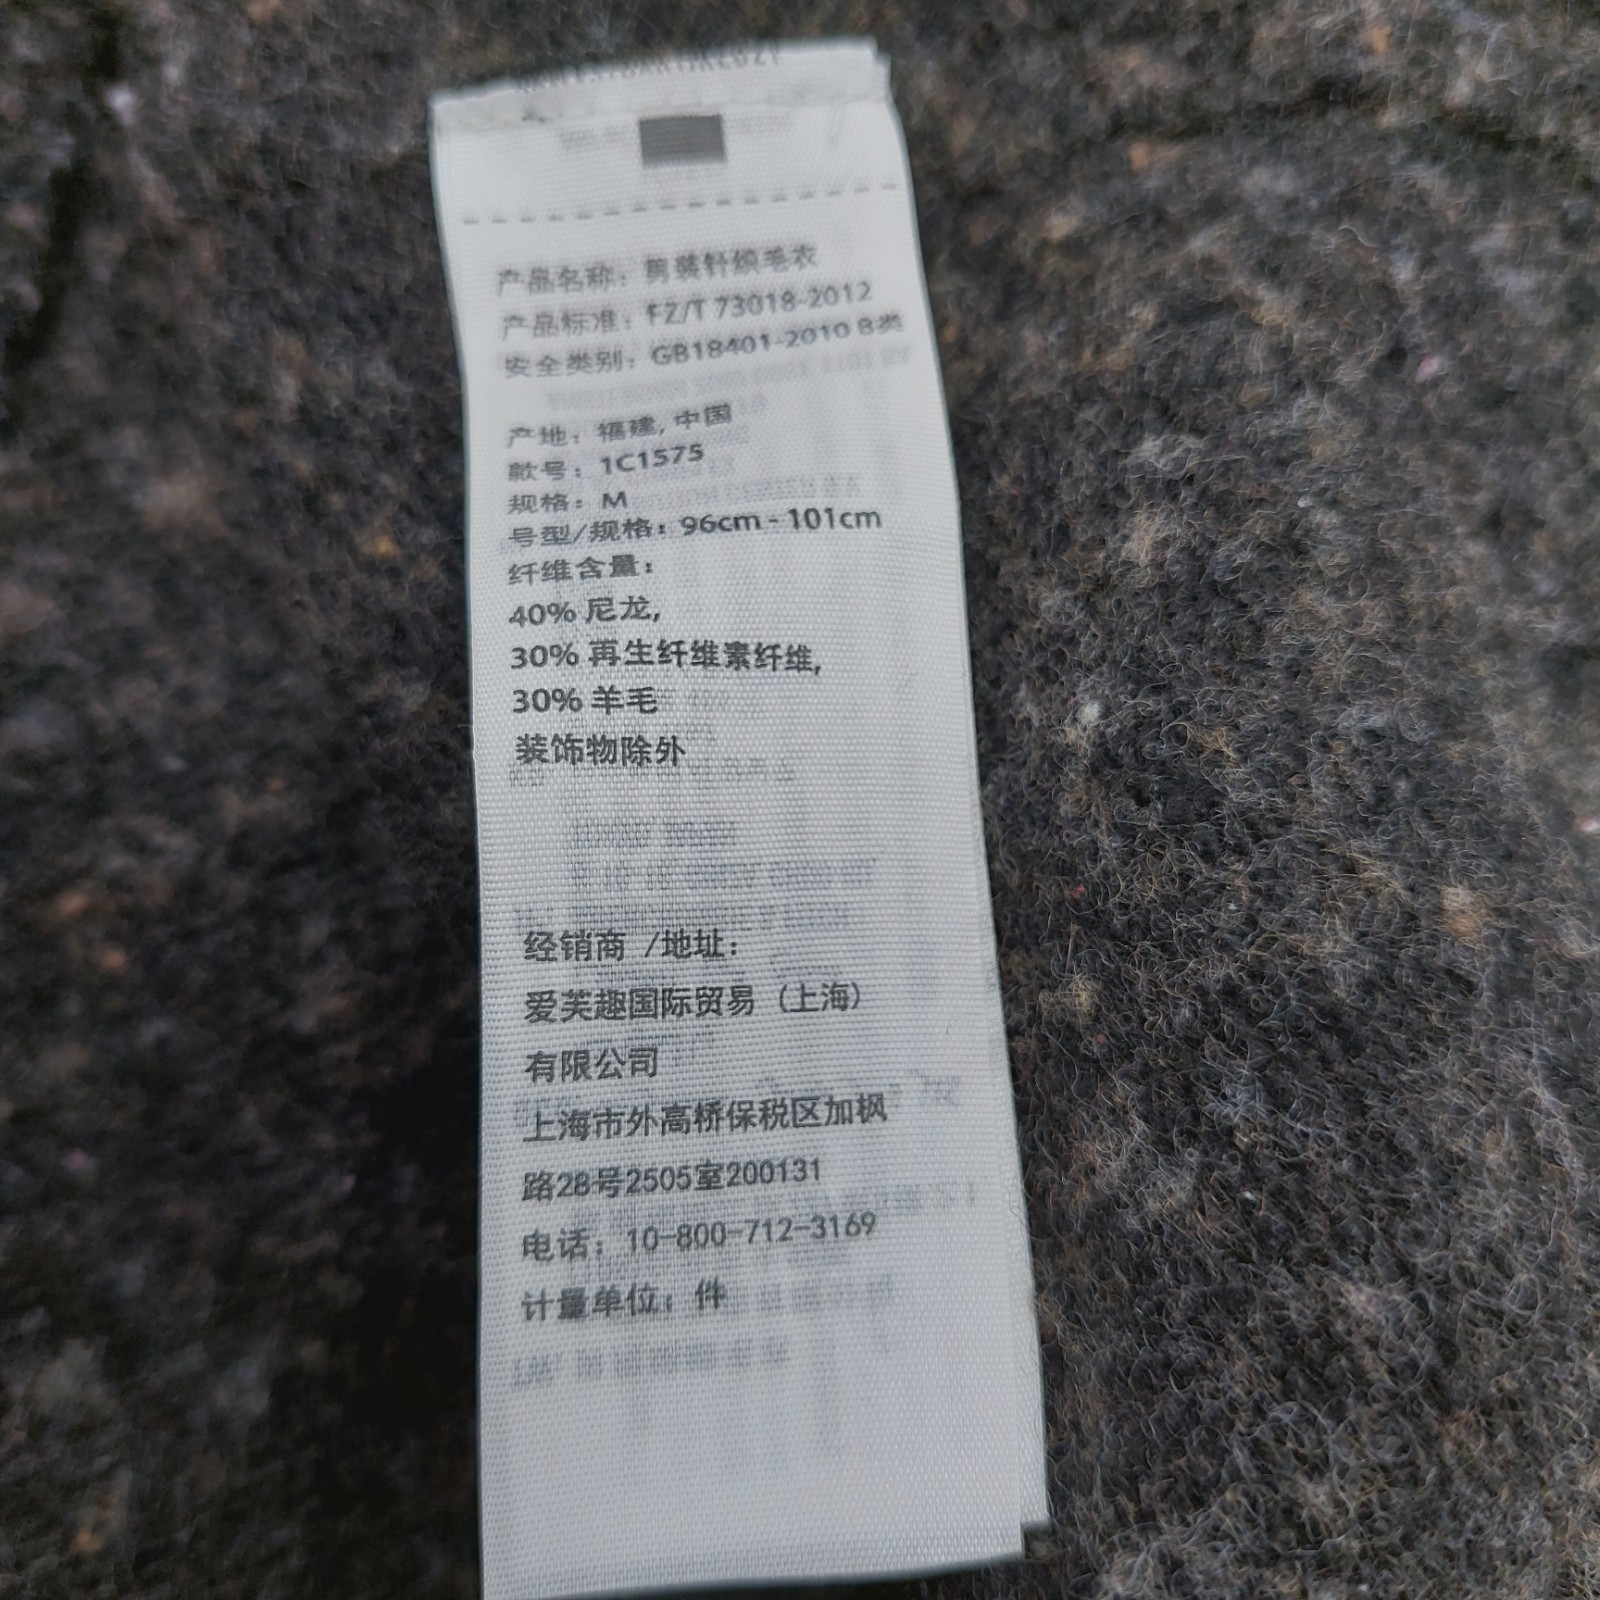 产品名称：男装针织毛衣
产品标准：FZ/T 73018-2012
安全类别：GB18401-2010 B类
产地：福建, 中国
款号：1C1575
规格：M
号型/规格：96cm - 101cm
纤维含量：
40% 尼龙,
30% 再生纤维素纤维,
30% 羊毛
装饰物除外
经销商 /地址：
爱芙趣国际贸易（上海）
有限公司
上海市外高桥保税区加枫
路28号2505室200131
电话：10-800-712-3169
计量单位：件